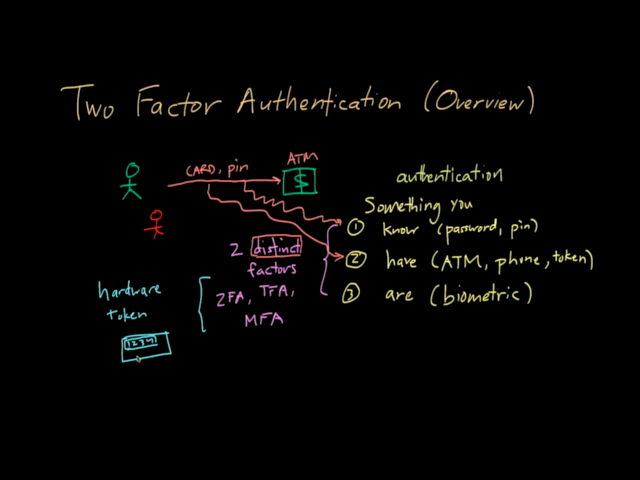 Two Factor Authentication (Overview)
CARD, pin
ATM
$
authentication
Something you
1 know (password, pin)
2 have (ATM, phone, token)
3 are (biometric)
2 distinct
factors
2FA, TFA,
MFA
hardware
token
1234